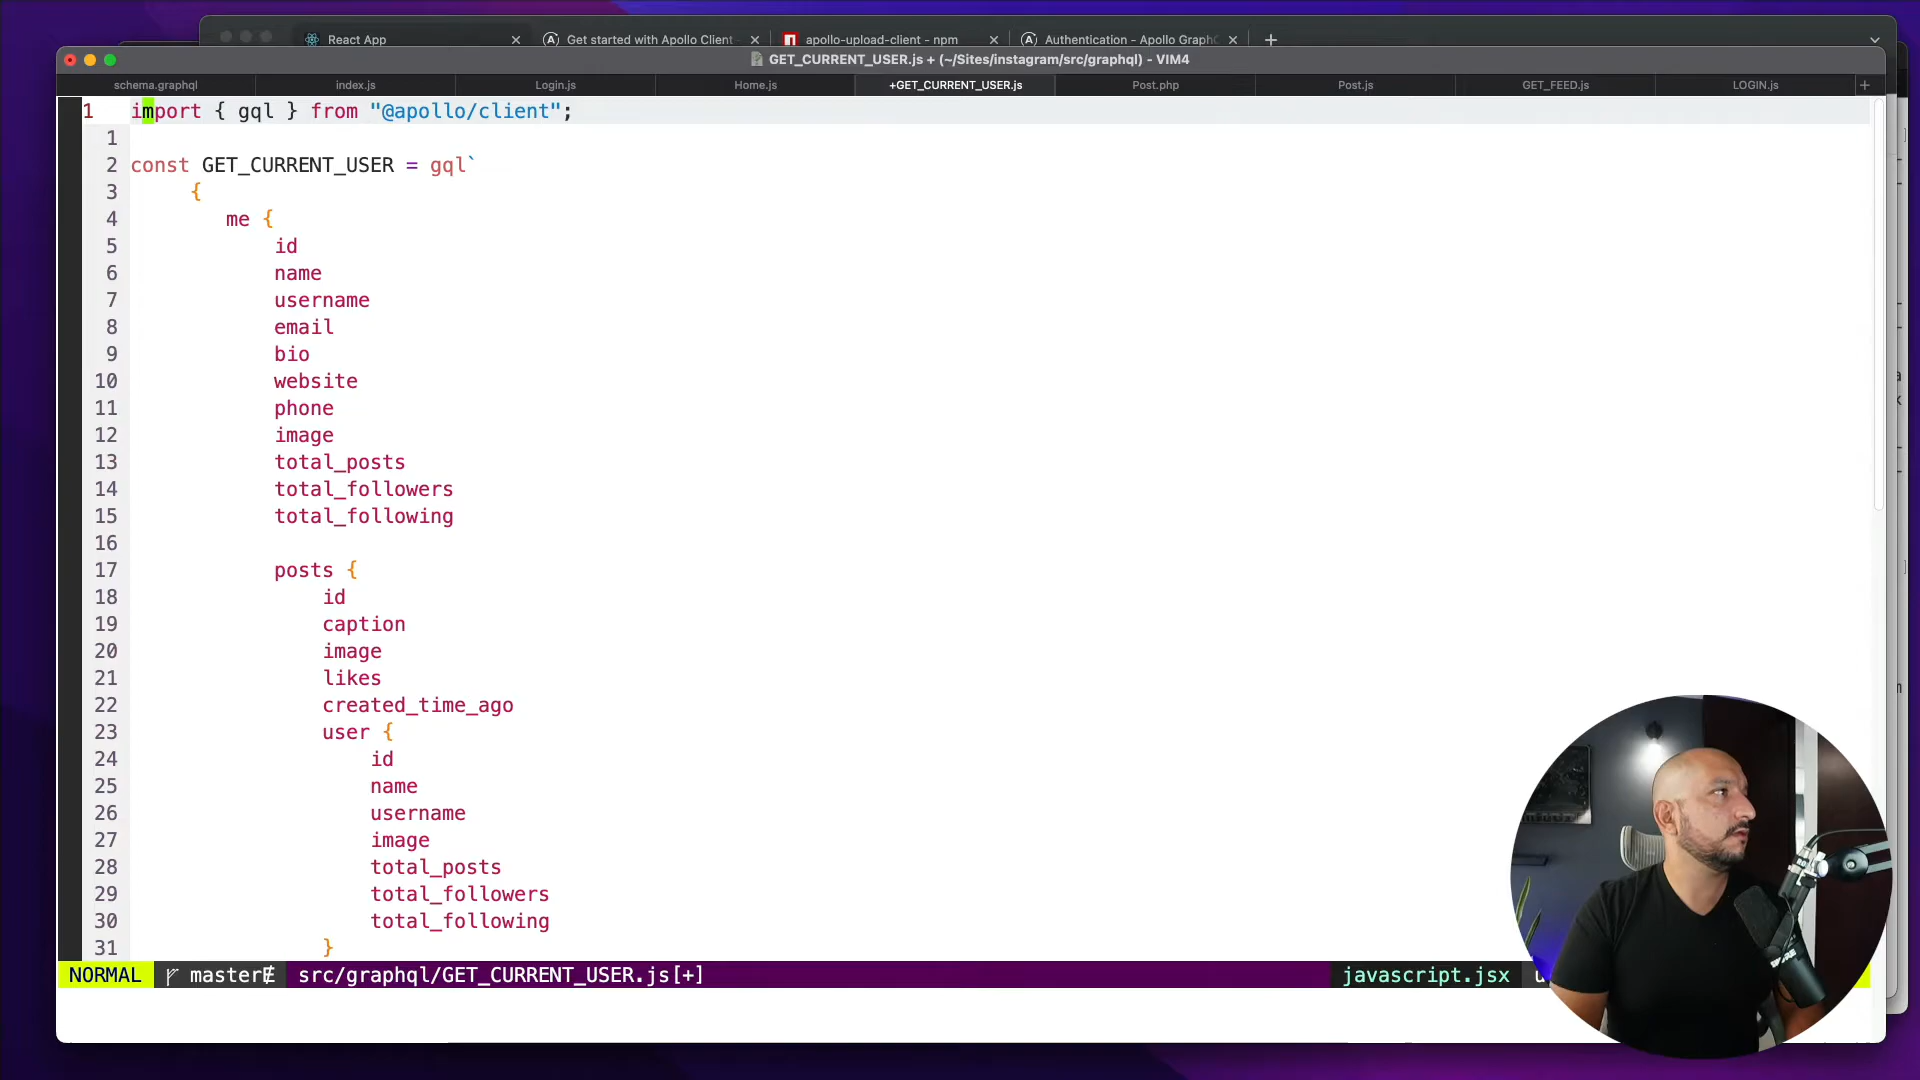 React App
Get started with Apollo Client
apollo-upload-client - npm
Authentication - Apollo GraphQ
GET_CURRENT_USER.js + (~/Sites/instagram/src/graphql) - VIM4
schema.graphql
index.js
Login.js
Home.js
+GET_CURRENT_USER.js
Post.php
Post.js
GET_FEED.js
LOGIN.js
1 import { gql } from "@apollo/client";
1
2 const GET_CURRENT_USER = gql`
3 {
4 me {
5 id
6 name
7 username
8 email
9 bio
10 website
11 phone
12 image
13 total_posts
14 total_followers
15 total_following
16
17 posts {
18 id
19 caption
20 image
21 likes
22 created_time_ago
23 user {
24 id
25 name
26 username
27 image
28 total_posts
29 total_followers
30 total_following
31 }
NORMAL master src/graphql/GET_CURRENT_USER.js[+] javascript.jsx